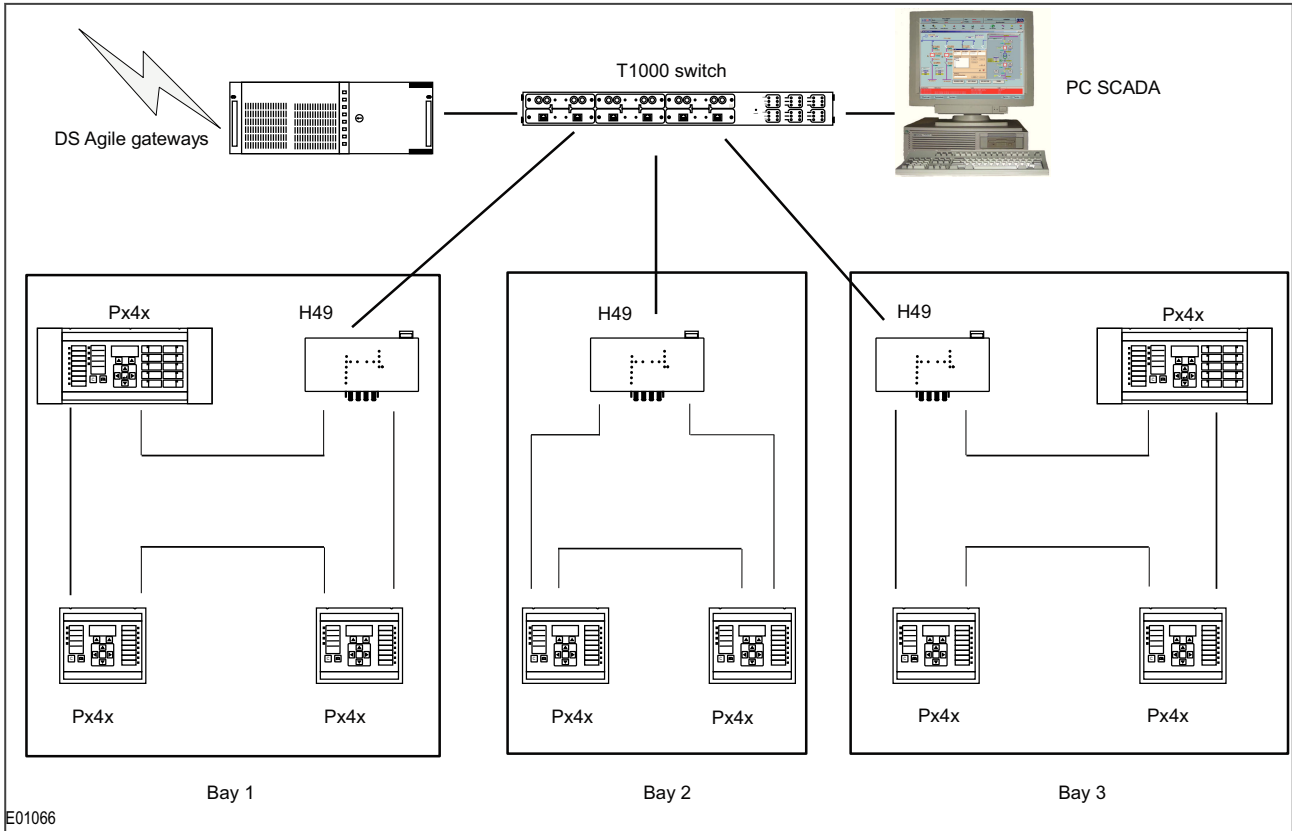 T1000 switch
PC SCADA
DS Agile gateways
Px4x
H49
H49
H49
Px4x
Px4x
Px4x
Px4x
Px4x
Px4x
Px4x
Bay 1
Bay 2
Bay 3
E01066